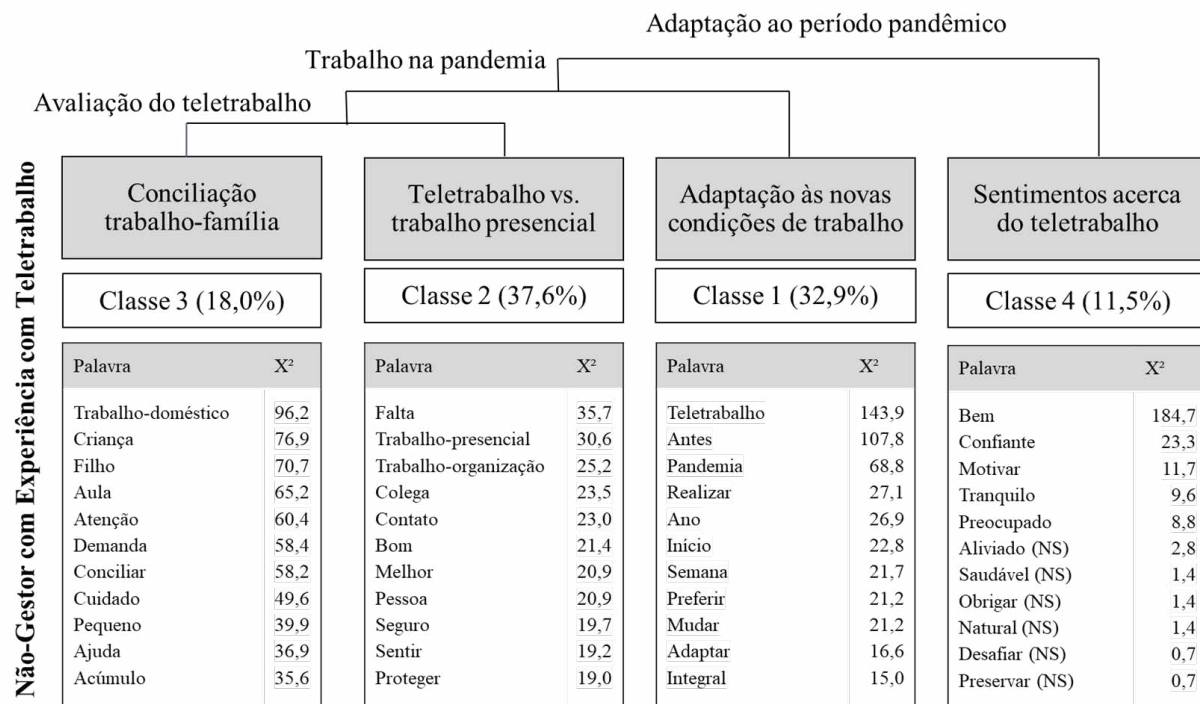 Adaptação ao período pandêmico
Trabalho na pandemia
Avaliação do teletrabalho
Não-Gestor com Experiência com Teletrabalho
Conciliação
trabalho-família
Classe 3 (18,0%)
Palavra X²
Trabalho-doméstico 96,2
Criança 76,9
Filho 70,7
Aula 65,2
Atenção 60,4
Demanda 58,4
Conciliar 58,2
Cuidado 49,6
Pequeno 39,9
Ajuda 36,9
Acúmulo 35,6
Teletrabalho vs.
trabalho presencial
Classe 2 (37,6%)
Palavra X²
Falta 35,7
Trabalho-presencial 30,6
Trabalho-organização 25,2
Colega 23,5
Contato 23,0
Bom 21,4
Melhor 20,9
Pessoa 20,9
Seguro 19,7
Sentir 19,2
Proteger 19,0
Adaptação às novas
condições de trabalho
Classe 1 (32,9%)
Palavra X²
Teletrabalho 143,9
Antes 107,8
Pandemia 68,8
Realizar 27,1
Ano 26,9
Início 22,8
Semana 21,7
Preferir 21,2
Mudar 21,2
Adaptar 16,6
Integral 15,0
Sentimentos acerca
do teletrabalho
Classe 4 (11,5%)
Palavra X²
Bem 184,7
Confiante 23,3
Motivar 11,7
Tranquilo 9,6
Preocupado 8,8
Aliviado (NS) 2,8
Saudável (NS) 1,4
Obrigar (NS) 1,4
Natural (NS) 1,4
Desafiar (NS) 0,7
Preservar (NS) 0,7